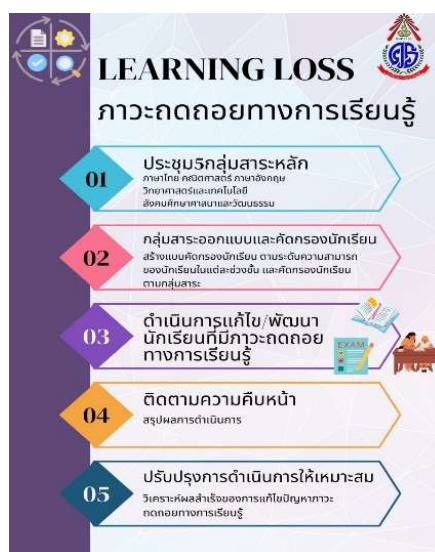 LEARNING LOSS
ภาวะถดถอยทางการเรียนรู้
01
ประชุม5กลุ่มสาระหลัก
ภาษาไทย คณิตศาสตร์ ภาษาอังกฤษ
วิทยาศาสตร์และเทคโนโลยี
สังคมศึกษาศาสนาและวัฒนธรรม
02
กลุ่มสาระออกแบบและคัดกรองนักเรียน
สร้างแบบคัดกรองนักเรียน ตามระดับความสามารถ
ของนักเรียนในแต่ละช่วงชั้น และคัดกรองนักเรียน
ตามกลุ่มสาระ
03
ดำเนินการแก้ไข/พัฒนา
นักเรียนที่มีภาวะถดถอย
ทางการเรียนรู้
EXAM
04
ติดตามความคืบหน้า
สรุปผลการดำเนินการ
05
ปรับปรุงการดำเนินการให้เหมาะสม
วิเคราะห์ผลสำเร็จของการแก้ไขปัญหาภาวะ
ถดถอยทางการเรียนรู้